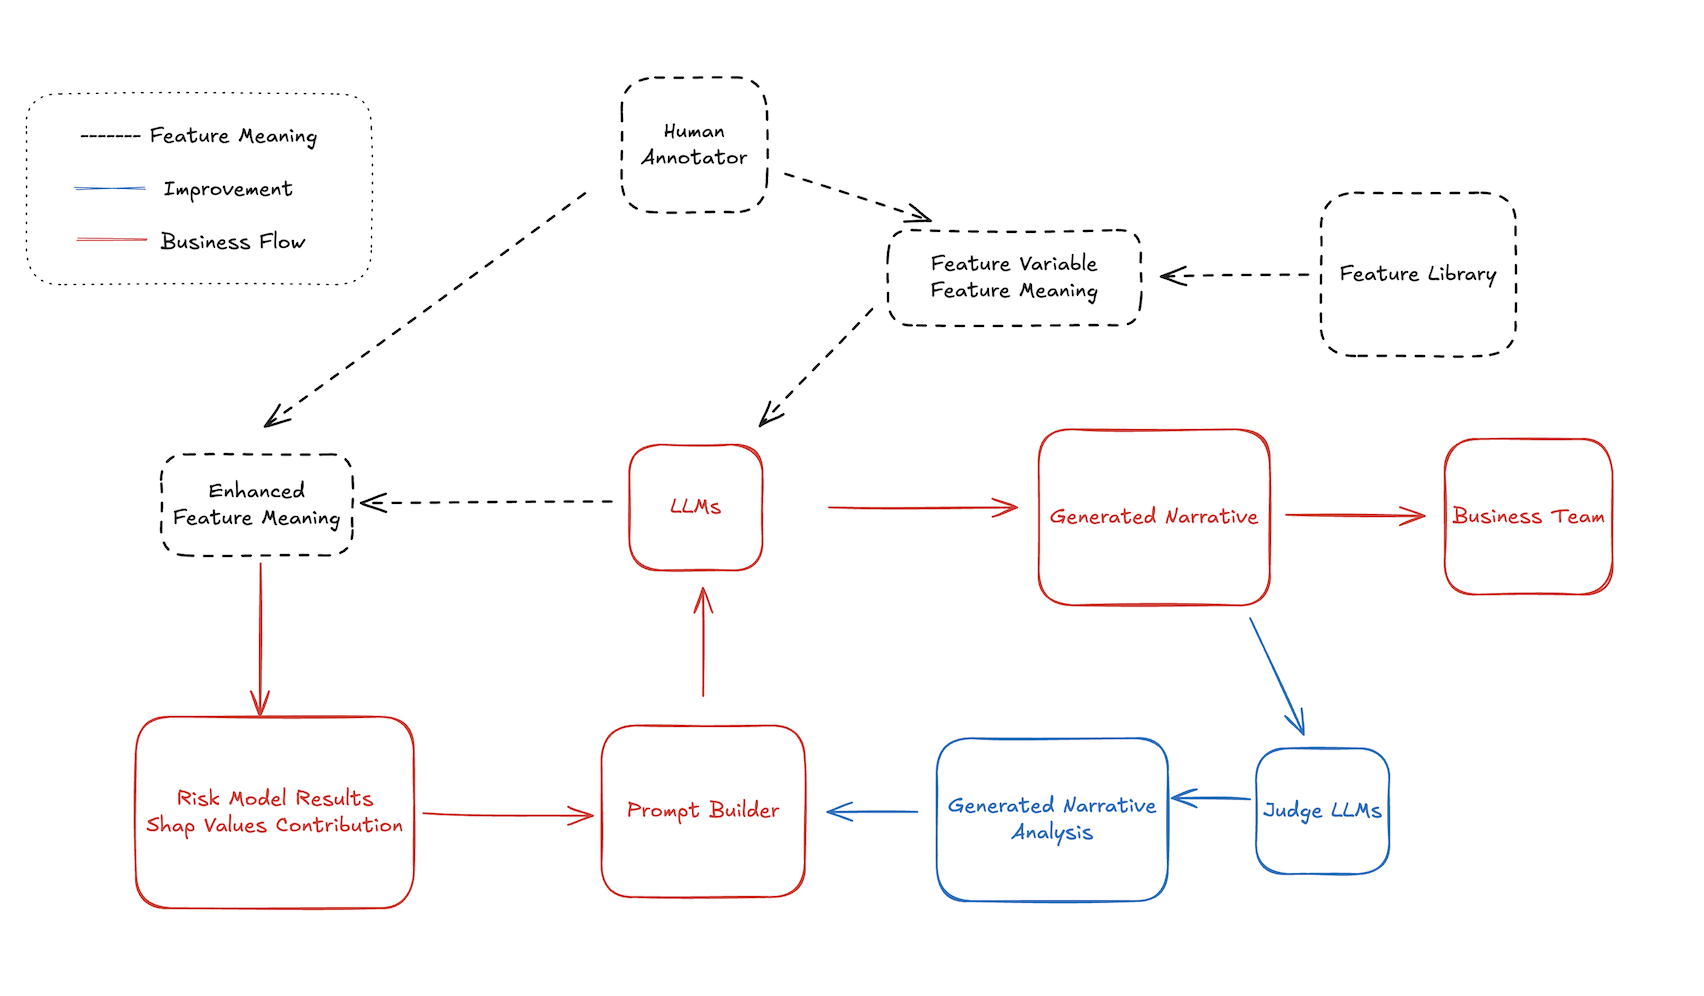 Feature Meaning
Improvement
Business Flow
Human
Annotator
Feature Variable
Feature Meaning
Feature Library
Enhanced
Feature Meaning
LLMs
Generated Narrative
Business Team
Risk Model Results
Shap Values Contribution
Prompt Builder
Generated Narrative
Analysis
Judge LLMs